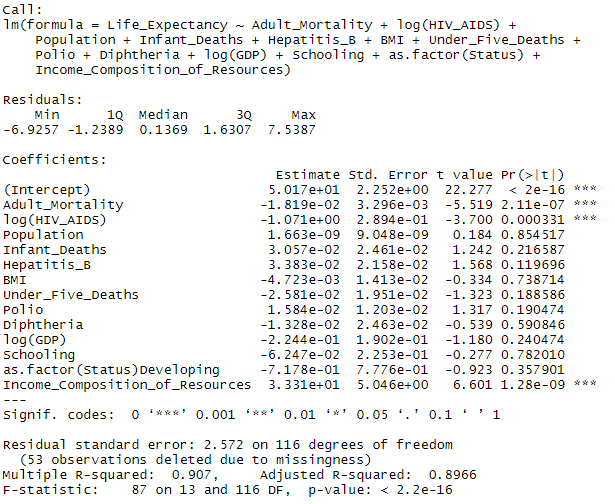 Call:
lm(formula = Life_Expectancy ~ Adult_Mortality + log(HIV_AIDS) +
    Population + Infant_Deaths + Hepatitis_B + BMI + Under_Five_Deaths +
    Polio + Diphtheria + log(GDP) + Schooling + as.factor(Status) +
    Income_Composition_of_Resources)
Residuals:
    Min      1Q  Median      3Q     Max
-6.9257 -1.2389  0.1369  1.6307  7.5387
Coefficients:
                                  Estimate Std. Error t value Pr(>|t|)
(Intercept)                      5.017e+01  2.252e+00  22.277  < 2e-16 ***
Adult_Mortality                 -1.819e-02  3.296e-03  -5.519 2.11e-07 ***
log(HIV_AIDS)                   -1.071e+00  2.894e-01  -3.700 0.000331 ***
Population                       1.663e-09  9.048e-09   0.184 0.854517
Infant_Deaths                    3.057e-02  2.461e-02   1.242 0.216587
Hepatitis_B                      3.383e-02  2.158e-02   1.568 0.119696
BMI                             -4.723e-03  1.413e-02  -0.334 0.738714
Under_Five_Deaths               -2.581e-02  1.951e-02  -1.323 0.188586
Polio                            1.584e-02  1.203e-02   1.317 0.190474
Diphtheria                      -1.328e-02  2.463e-02  -0.539 0.590846
log(GDP)                        -2.244e-01  1.902e-01  -1.180 0.240474
Schooling                       -6.247e-02  2.253e-01  -0.277 0.782010
as.factor(Status)Developing     -7.178e-01  7.776e-01  -0.923 0.357901
Income_Composition_of_Resources  3.331e+01  5.046e+00   6.601 1.28e-09 ***
---
Signif. codes:  0 ‘***’ 0.001 ‘**’ 0.01 ‘*’ 0.05 ‘.’ 0.1 ‘ ’ 1
Residual standard error: 2.572 on 116 degrees of freedom
  (53 observations deleted due to missingness)
Multiple R-squared:  0.907,	Adjusted R-squared:  0.8966
F-statistic:    87 on 13 and 116 DF,  p-value: < 2.2e-16